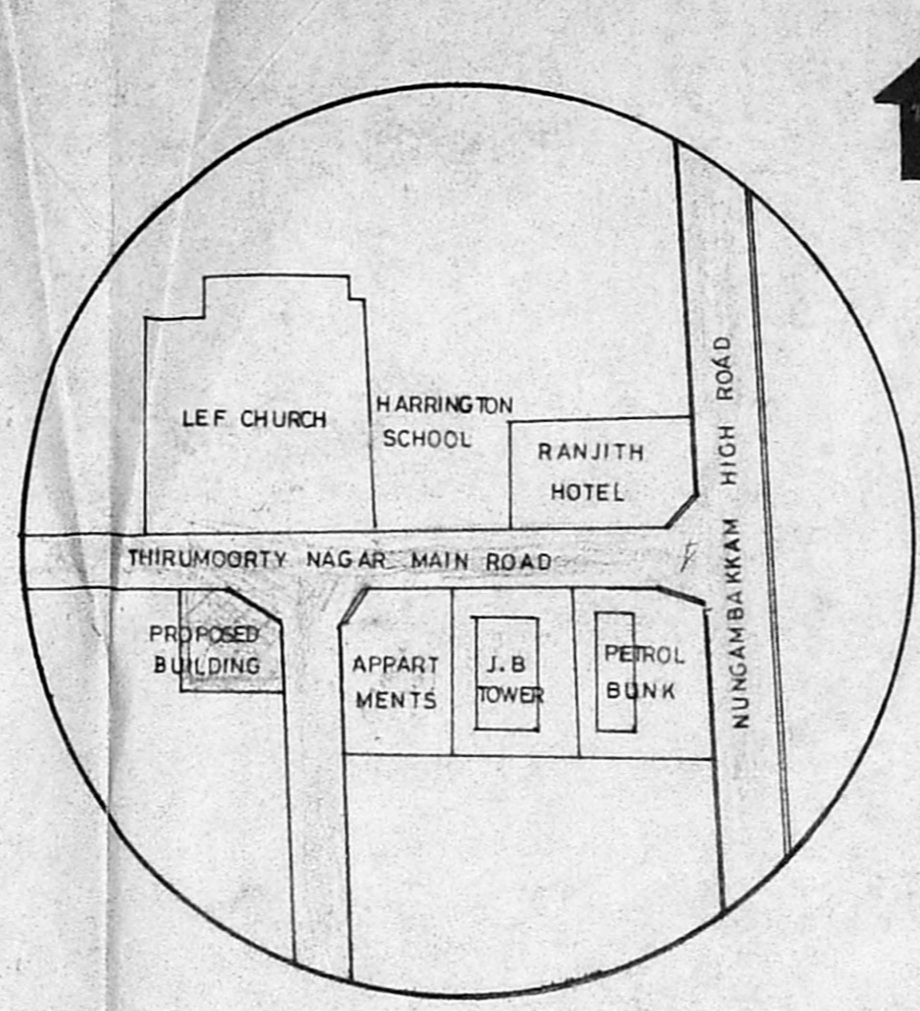 LEF CHURCH
HARRINGTON
SCHOOL
RANJITH
HOTEL
NUNGAMBAKKAM HIGH ROAD
THIRUMOORTY NAGAR MAIN ROAD
PROPOSED
BUILDING
APPART
MENTS
J.B
TOWER
PETROL
BUNK